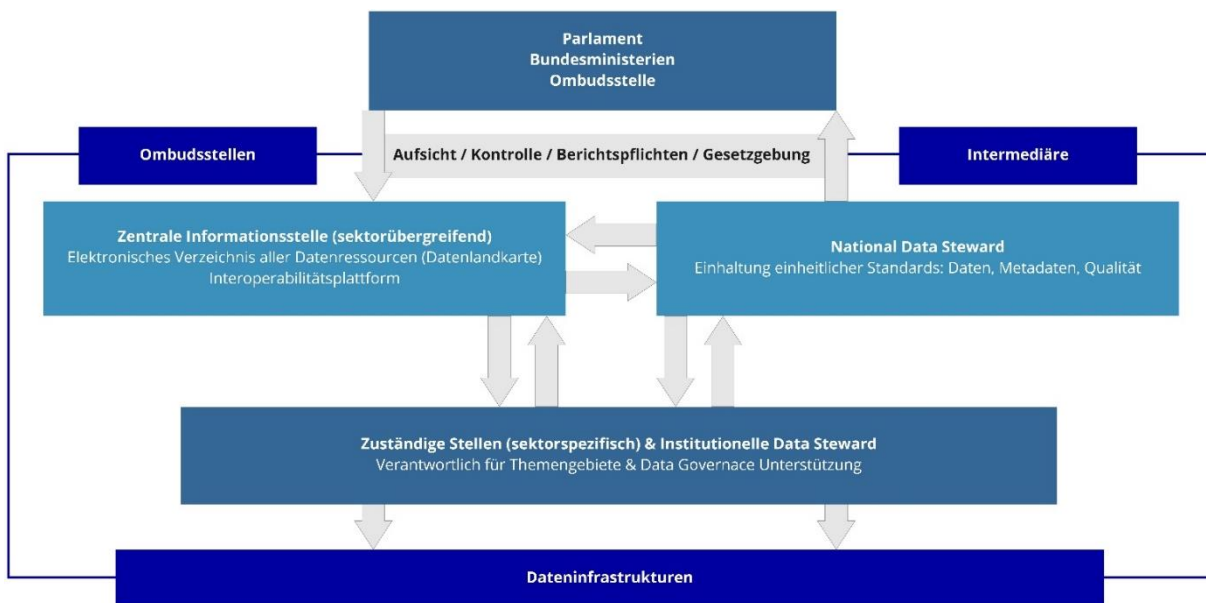 Parlament
Bundesministerien
Ombudsstelle
Ombudsstellen
Aufsicht / Kontrolle / Berichtspflichten / Gesetzgebung
Intermediäre
Zentrale Informationsstelle (sektorübergreifend)
Elektronisches Verzeichnis aller Datenressourcen (Datenlandkarte)
Interoperabilitätsplattform
National Data Steward
Einhaltung einheitlicher Standards: Daten, Metadaten, Qualität
Zuständige Stellen (sektorspezifisch) & Institutionelle Data Steward
Verantwortlich für Themengebiete & Data Governace Unterstützung
Dateninfrastrukturen